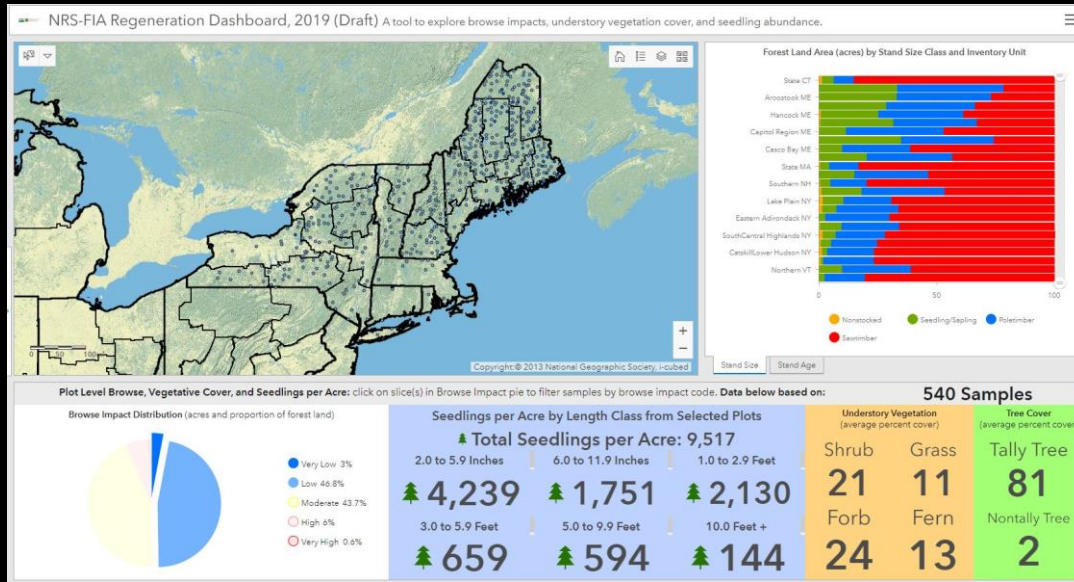 NRS-FIA Regeneration Dashboard, 2019 (Draft) A tool to explore browse impacts, understory vegetation cover, and seedling abundance.
100
Copyright:© 2013 National Geographic Society, i-cubed
Forest Land Area (acres) by Stand Size Class and Inventory Unit
State CT
Aroostook ME
Hancock ME
Capitol Region ME
Casco Bay ME
State MA
Southern NH
Lake Plain NY
Eastern Adirondack NY
SouthCentral Highlands NY
CatskillLower Hudson NY
Northern VT
0 50 100
Nonstocked Seedling/Sapling Poletimber
Sawtimber
Stand Size Stand Age
Plot Level Browse, Vegetative Cover, and Seedlings per Acre: click on slice(s) in Browse Impact pie to filter samples by browse impact code. Data below based on: 540 Samples
Browse Impact Distribution (acres and proportion of forest land)
Very Low 3%
Low 46.8%
Moderate 43.7%
High 6%
Very High 0.6%
Seedlings per Acre by Length Class from Selected Plots
Total Seedlings per Acre: 9,517
2.0 to 5.9 Inches 6.0 to 11.9 Inches 1.0 to 2.9 Feet
4,239 1,751 2,130
3.0 to 5.9 Feet 5.0 to 9.9 Feet 10.0 Feet +
659 594 144
Understory Vegetation
(average percent cover)
Shrub Grass
21 11
Forb Fern
24 13
Tree Cover
(average percent cover
Tally Tree
81
Nontally Tree
2